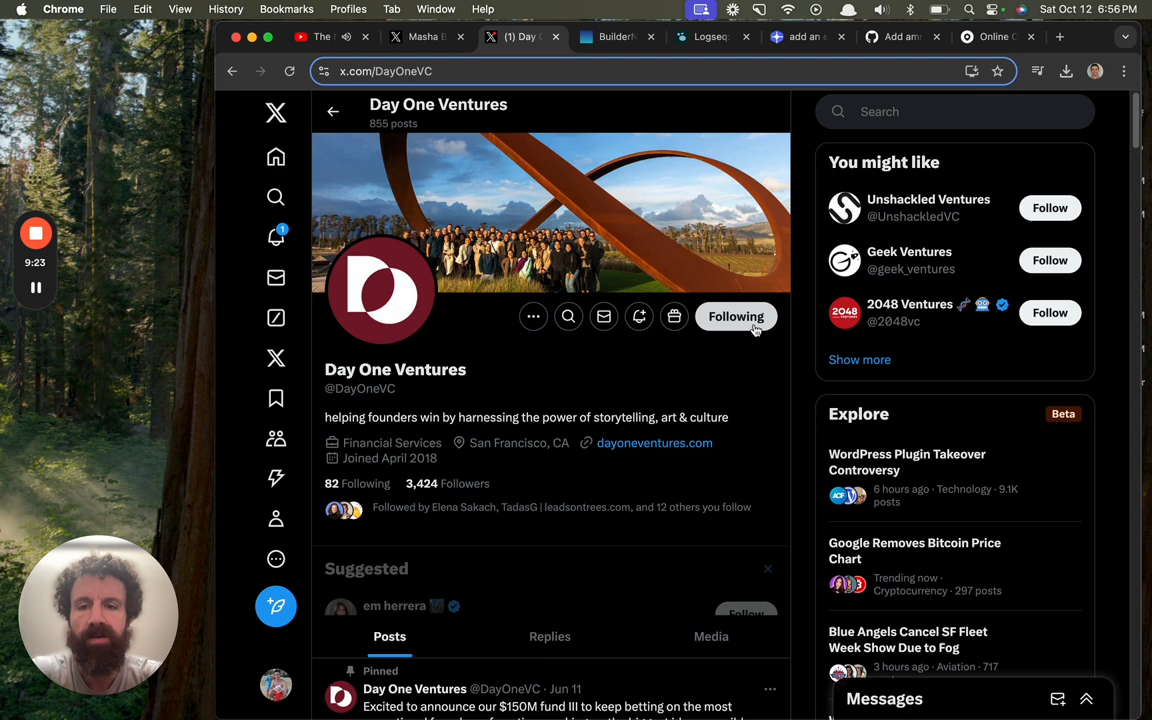 Chrome File Edit View History Bookmarks Profiles Tab Window Help
Sat Oct 12 6:56 PM
The
Masha B
(1) Day
BuilderN
Logseq:
add an e
Add am
Online C
x.com/DayOneVC
9:23
Day One Ventures
855 posts
Following
Day One Ventures
@DayOneVC
helping founders win by harnessing the power of storytelling, art & culture
Financial Services San Francisco, CA dayoneventures.com
Joined April 2018
82 Following 3,424 Followers
Followed by Elena Sakach, TadasG | leadsontrees.com, and 12 others you follow
Suggested
em herrera
Follow
Posts Replies Media
Pinned
Day One Ventures @DayOneVC · Jun 11
Excited to announce our $150M fund III to keep betting on the most
1
Search
You might like
Unshackled Ventures
@UnshackledVC
Follow
Geek Ventures
@geek_ventures
Follow
2048
2048 Ventures
@2048vc
Follow
Show more
Explore
Beta
WordPress Plugin Takeover
Controversy
6 hours ago · Technology · 9.1K
posts
Google Removes Bitcoin Price
Chart
Trending now ·
Cryptocurrency · 297 posts
Blue Angels Cancel SF Fleet
Week Show Due to Fog
3 hours ago · Aviation · 717
Messages